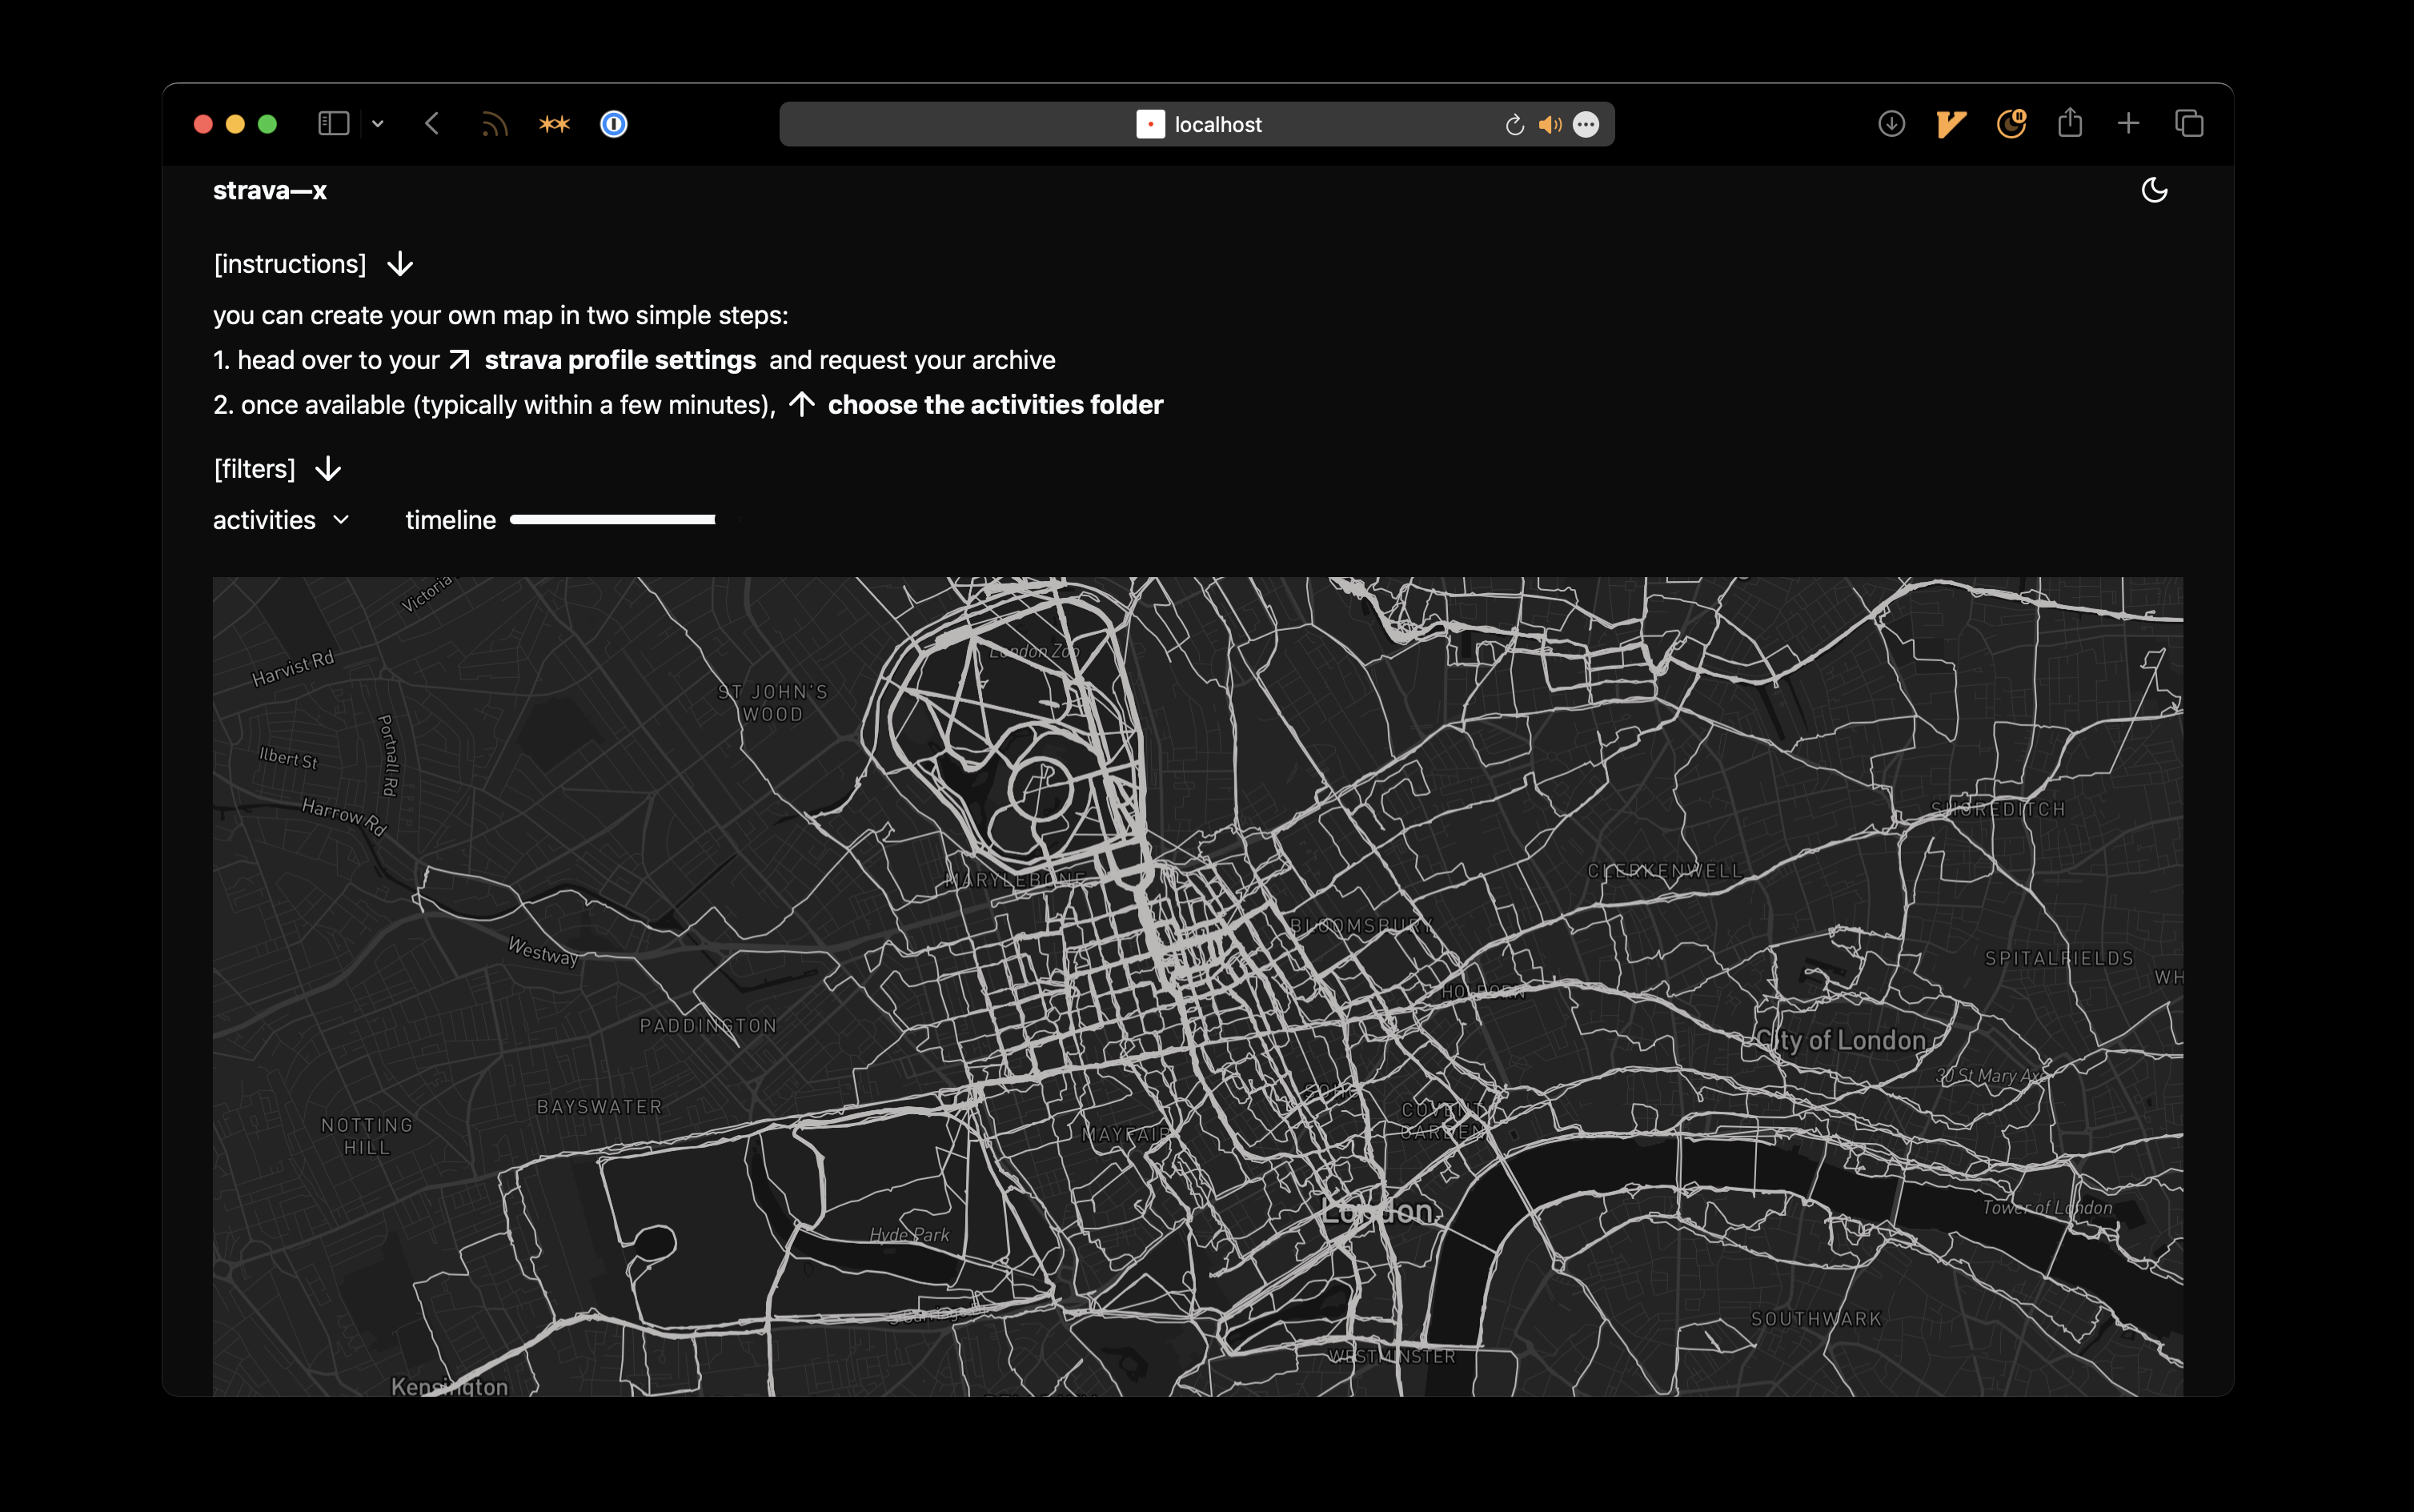 localhost
strava—x
[instructions]
you can create your own map in two simple steps:
1. head over to your strava profile settings and request your archive
2. once available (typically within a few minutes), choose the activities folder
[filters]
activities
timeline
Victoria
Harvist Rd
London Zoo
ST JOHN'S
WOOD
Portnall Rd
Ilbert St
Harrow Rd
SHOREDITCH
MARYLEBONE
CLERKENWELL
BLOOMSBURY
Westway
SPITALFIELDS
WH
HOLBORN
PADDINGTON
City of London
30 St Mary Axe
SOHO
BAYSWATER
COVENT
GARDEN
NOTTING
HILL
MAYFAIR
London
Tower of London
Hyde Park
SOUTHWARK
WESTMINSTER
Kensington